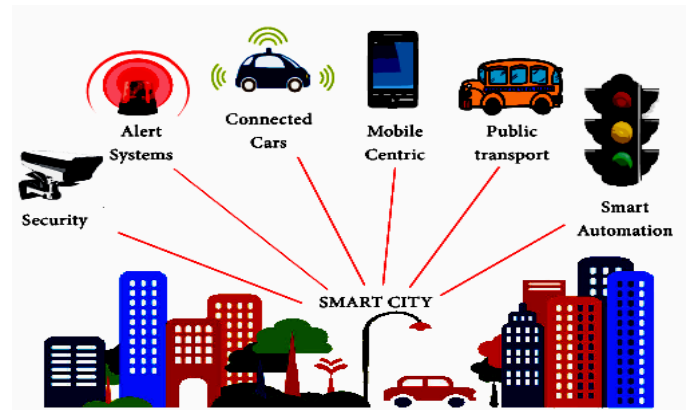 Security
Alert
Systems
Connected
Cars
Mobile
Centric
Public
transport
Smart
Automation
SMART CITY